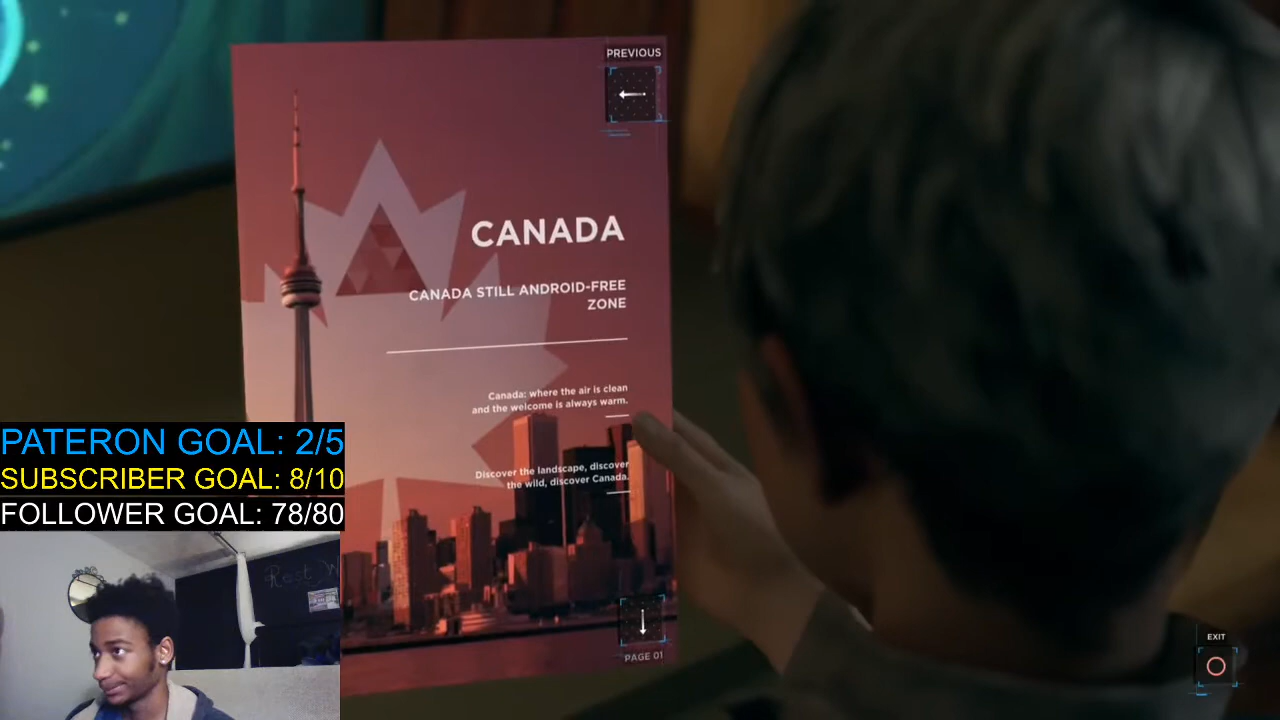 PREVIOUS
CANADA
CANADA STILL ANDROID-FREE
ZONE
Canada: where the air is clean
and the welcome is always warm.
Discover the landscape, discover
the wild, discover Canada.
PAGE 01
EXIT
PATERON GOAL: 2/5
SUBSCRIBER GOAL: 8/10
FOLLOWER GOAL: 78/80